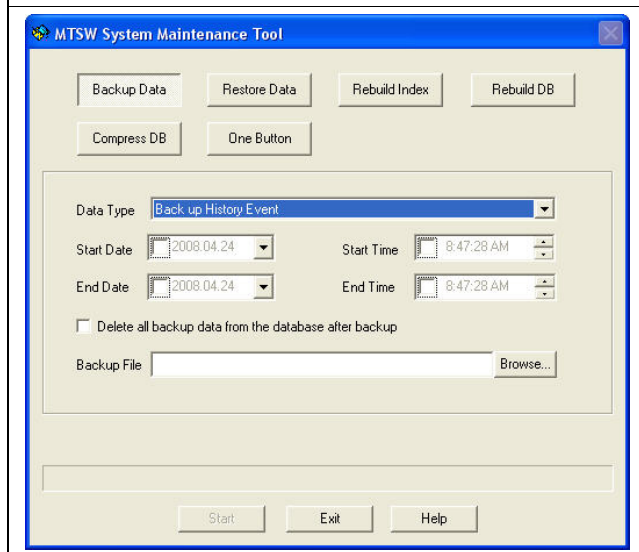 MTSW System Maintenance Tool
Backup Data Restore Data Rebuild Index Rebuild DB
Compress DB One Button
Data Type Back up History Event
Start Date 2008.04.24 Start Time 8:47:28 AM
End Date 2008.04.24 End Time 8:47:28 AM
Delete all backup data from the database after backup
Backup File Browse...
Start Exit Help